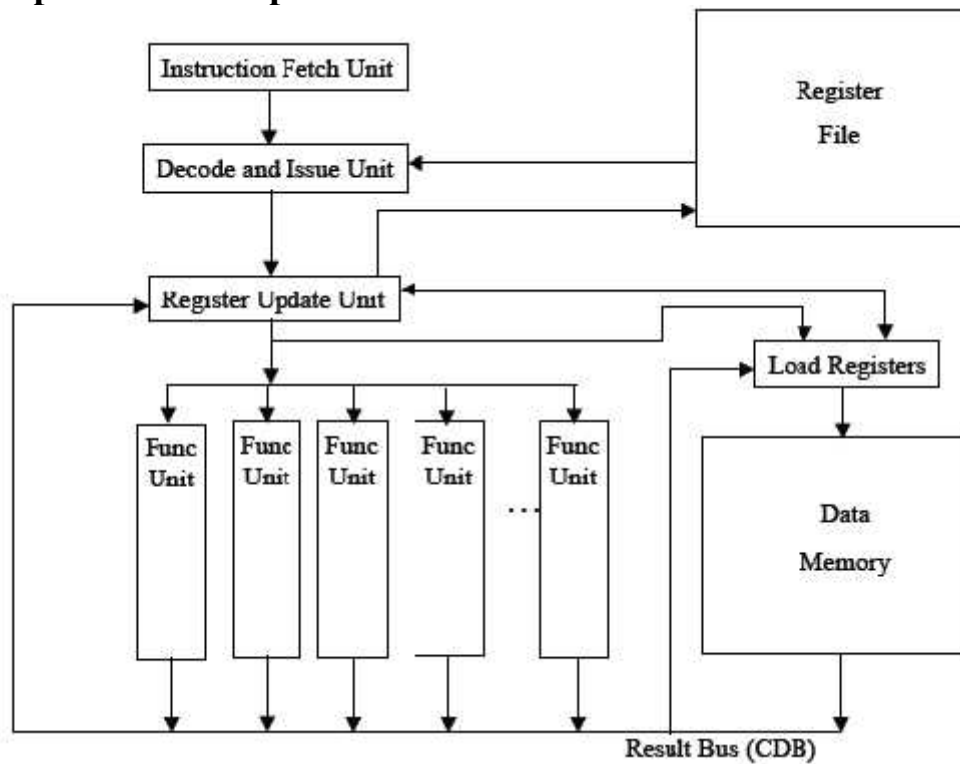 Instruction Fetch Unit
Register
File
Decode and Issue Unit
Register Update Unit
Load Registers
Func
Unit
Func
Unit
Func
Unit
Func
Unit
...
Func
Unit
Data
Memory
Result Bus (CDB)